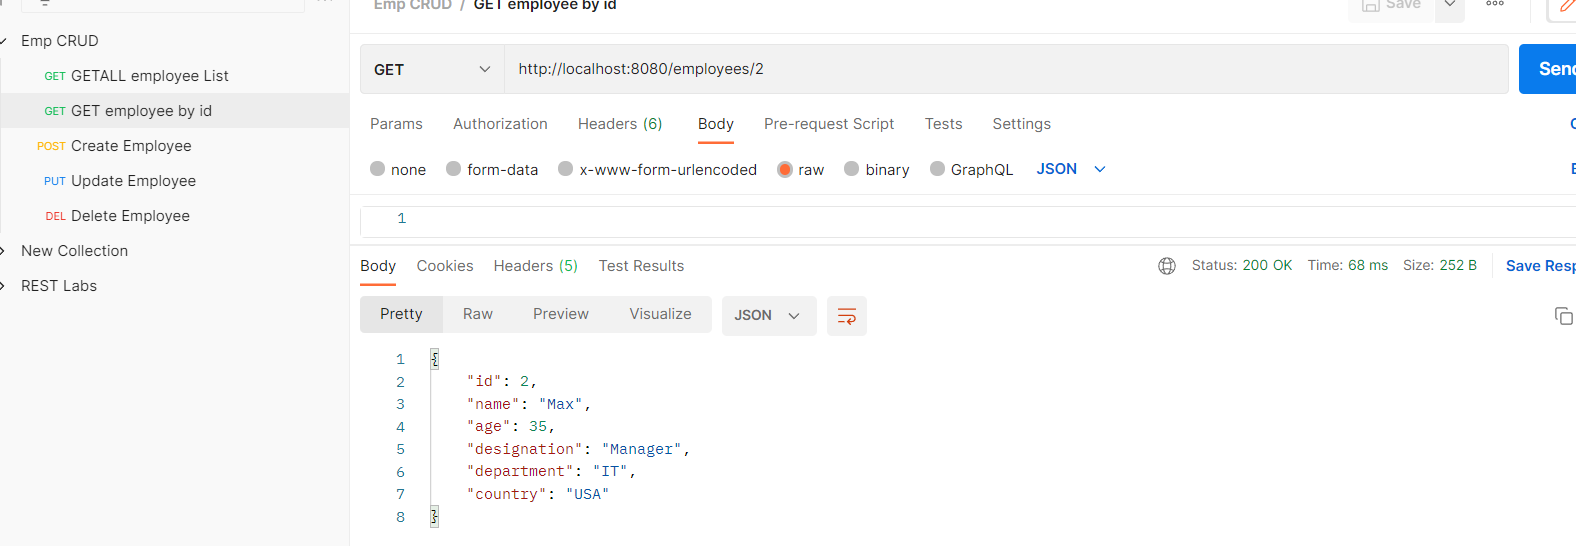 Emp CRUD / GET employee by id
Save
Emp CRUD
GET GETALL employee List
GET GET employee by id
POST Create Employee
PUT Update Employee
DEL Delete Employee
New Collection
REST Labs
GET http://localhost:8080/employees/2
Send
Params Authorization Headers (6) Body Pre-request Script Tests Settings
none form-data x-www-form-urlencoded raw binary GraphQL JSON
1
Body Cookies Headers (5) Test Results Status: 200 OK Time: 68 ms Size: 252 B Save Resp
Pretty Raw Preview Visualize JSON
1 {
2 "id": 2,
3 "name": "Max",
4 "age": 35,
5 "designation": "Manager",
6 "department": "IT",
7 "country": "USA"
8 }